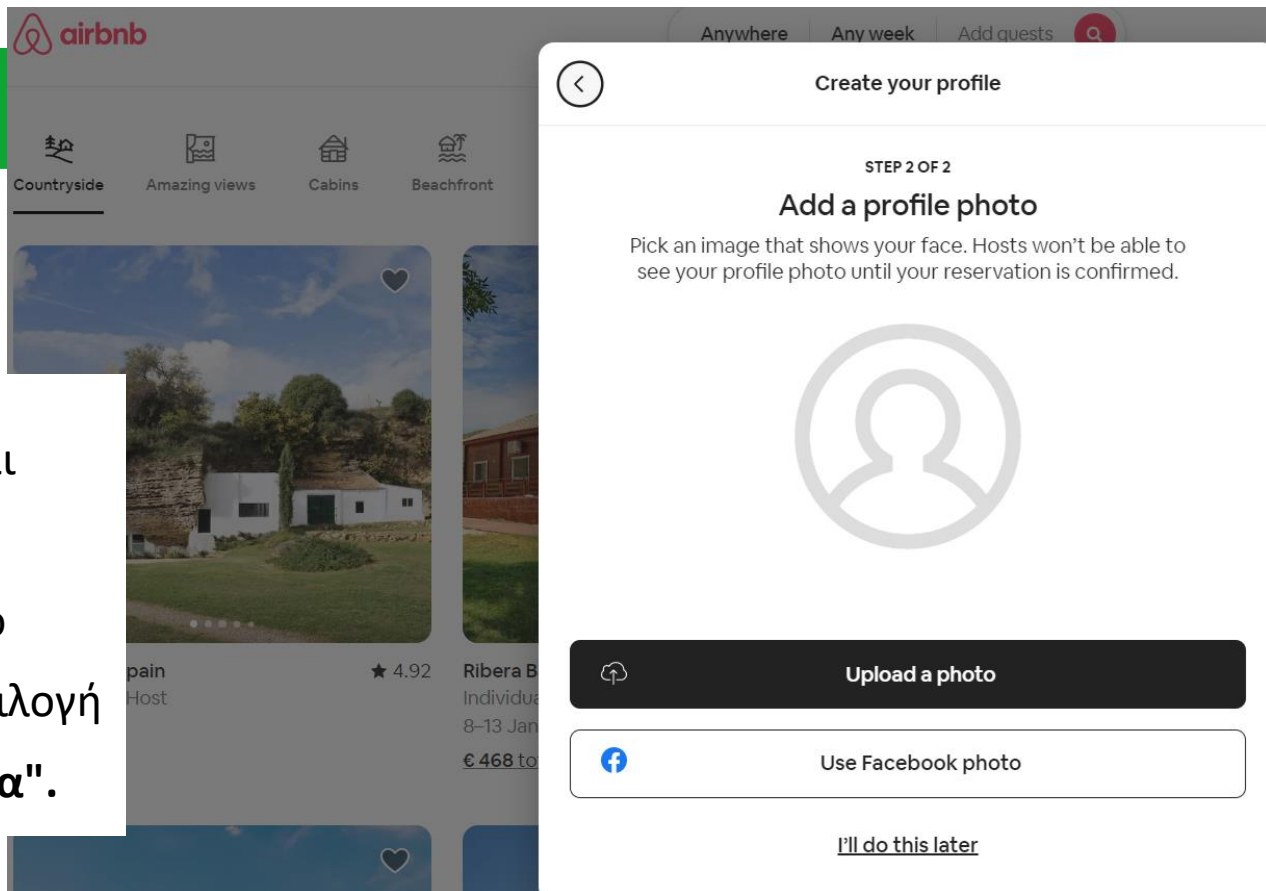 airbnb
Anywhere
Any week
Add guests
Countryside
Amazing views
Cabins
Beachfront
Create your profile
STEP 2 OF 2
Add a profile photo
Pick an image that shows your face. Hosts won't be able to
see your profile photo until your reservation is confirmed.
Upload a photo
Use Facebook photo
I'll do this later
4.92
Host
Ribera
8–13 Jan
€ 468